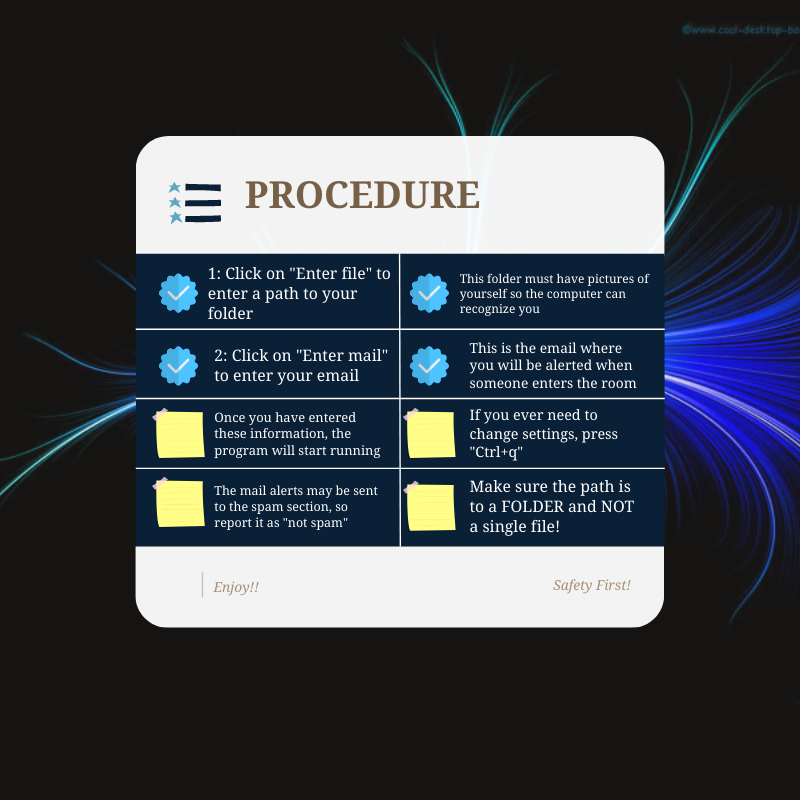 ©www.cool-desktop-ba
PROCEDURE
1: Click on "Enter file" to
enter a path to your
folder
This folder must have pictures of
yourself so the computer can
recognize you
2: Click on "Enter mail"
to enter your email
This is the email where
you will be alerted when
someone enters the room
Once you have entered
these information, the
program will start running
If you ever need to
change settings, press
"Ctrl+q"
The mail alerts may be sent
to the spam section, so
report it as "not spam"
Make sure the path is
to a FOLDER and NOT
a single file!
Enjoy!!
Safety First!